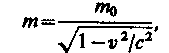 m = m₀ / √(1 − v²/c²),